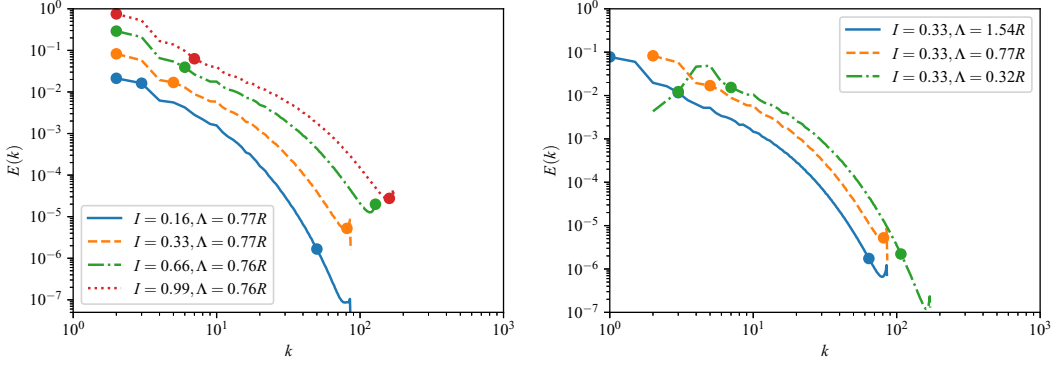 10^0
10^-1
10^-2
10^-3
10^-4
10^-5
10^-6
10^-7
E(k)
I = 0.16, Λ = 0.77R
I = 0.33, Λ = 0.77R
I = 0.66, Λ = 0.76R
I = 0.99, Λ = 0.76R
10^0 10^1 10^2 10^3
k
10^0
10^-1
10^-2
10^-3
10^-4
10^-5
10^-6
10^-7
E(k)
I = 0.33, Λ = 1.54R
I = 0.33, Λ = 0.77R
I = 0.33, Λ = 0.32R
10^0 10^1 10^2 10^3
k